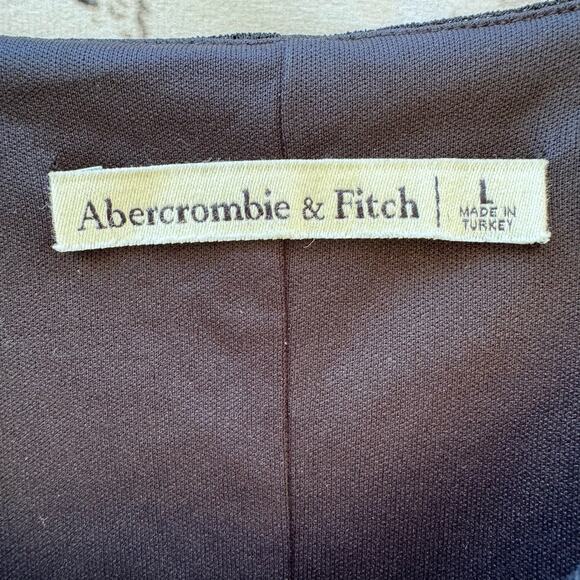 Abercrombie & Fitch | L
MADE IN
TURKEY